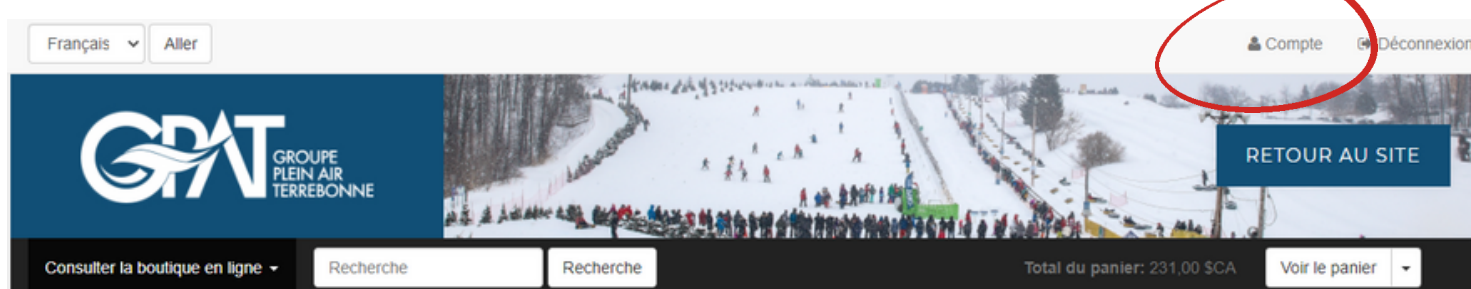 Français Aller Compte Déconnexion
GPAT
GROUPE
PLEIN AIR
TERREBONNE
RETOUR AU SITE
Consulter la boutique en ligne Recherche Recherche Total du panier: 231,00 $CA Voir le panier